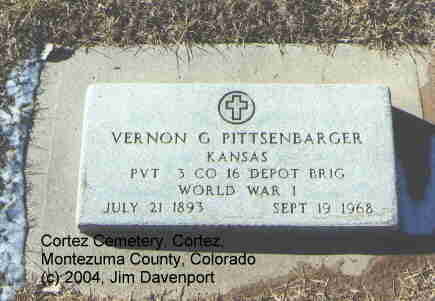 VERNON G PITTSENBARGER
KANSAS
PVT 3 CO 16 DEPOT BRIG
WORLD WAR I
JULY 21 1893 SEPT 19 1968
Cortez Cemetery, Cortez,
Montezuma County, Colorado
(c) 2004, Jim Davenport